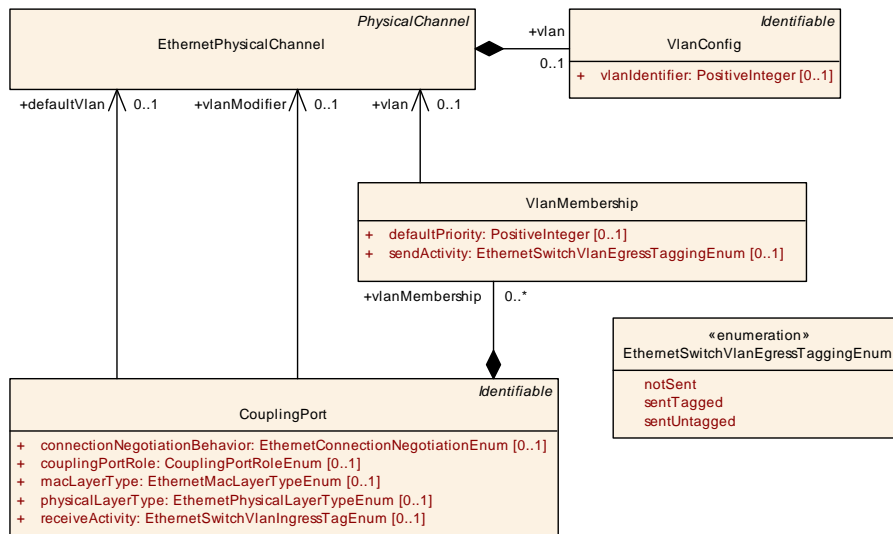 PhysicalChannel
EthernetPhysicalChannel
Identifiable
VlanConfig
+ vlanIdentifier: PositiveInteger [0..1]
+vlan
0..1
+defaultVlan 0..1
+vlanModifier 0..1
+vlan 0..1
VlanMembership
+ defaultPriority: PositiveInteger [0..1]
+ sendActivity: EthernetSwitchVlanEgressTaggingEnum [0..1]
+vlanMembership 0..*
«enumeration»
EthernetSwitchVlanEgressTaggingEnum
notSent
sentTagged
sentUntagged
Identifiable
CouplingPort
+ connectionNegotiationBehavior: EthernetConnectionNegotiationEnum [0..1]
+ couplingPortRole: CouplingPortRoleEnum [0..1]
+ macLayerType: EthernetMacLayerTypeEnum [0..1]
+ physicalLayerType: EthernetPhysicalLayerTypeEnum [0..1]
+ receiveActivity: EthernetSwitchVlanIngressTagEnum [0..1]